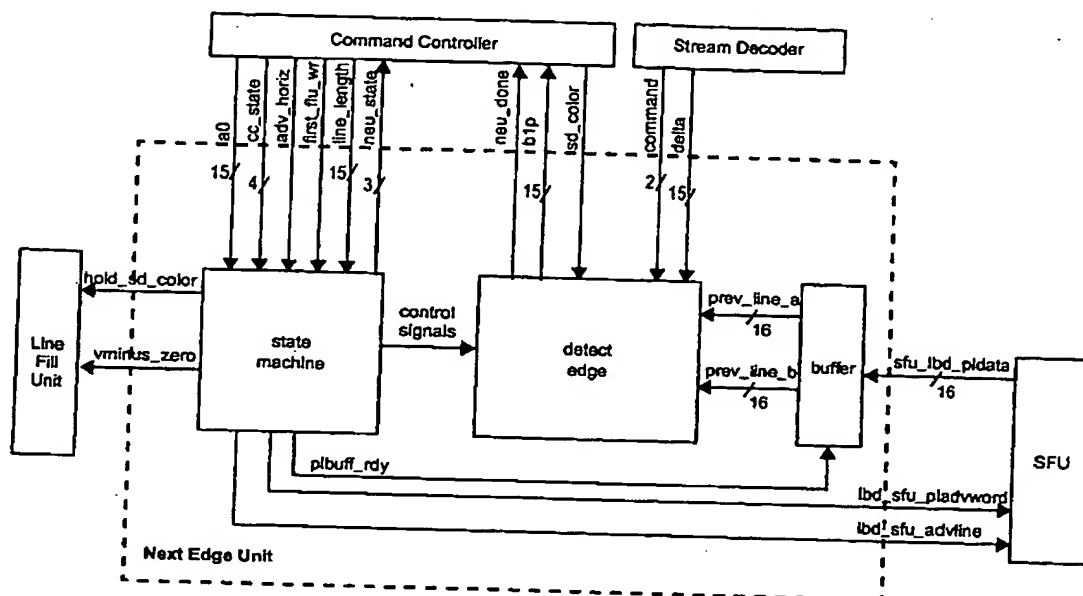 Command Controller
Stream Decoder
a0
cc_state
adv_horiz
first_flu_wr
line_length
neu_state
neu_done
b1p
sd_color
command
delta
15
4
15
3
15
2
15
hold_sd_color
vminus_zero
Line
Fill
Unit
state
machine
control
signals
detect
edge
prev_line_a
16
prev_line_b
16
buffer
sfu_lbd_pldata
16
SFU
plbuff_rdy
lbd_sfu_pladvword
lbd_sfu_advline
Next Edge Unit